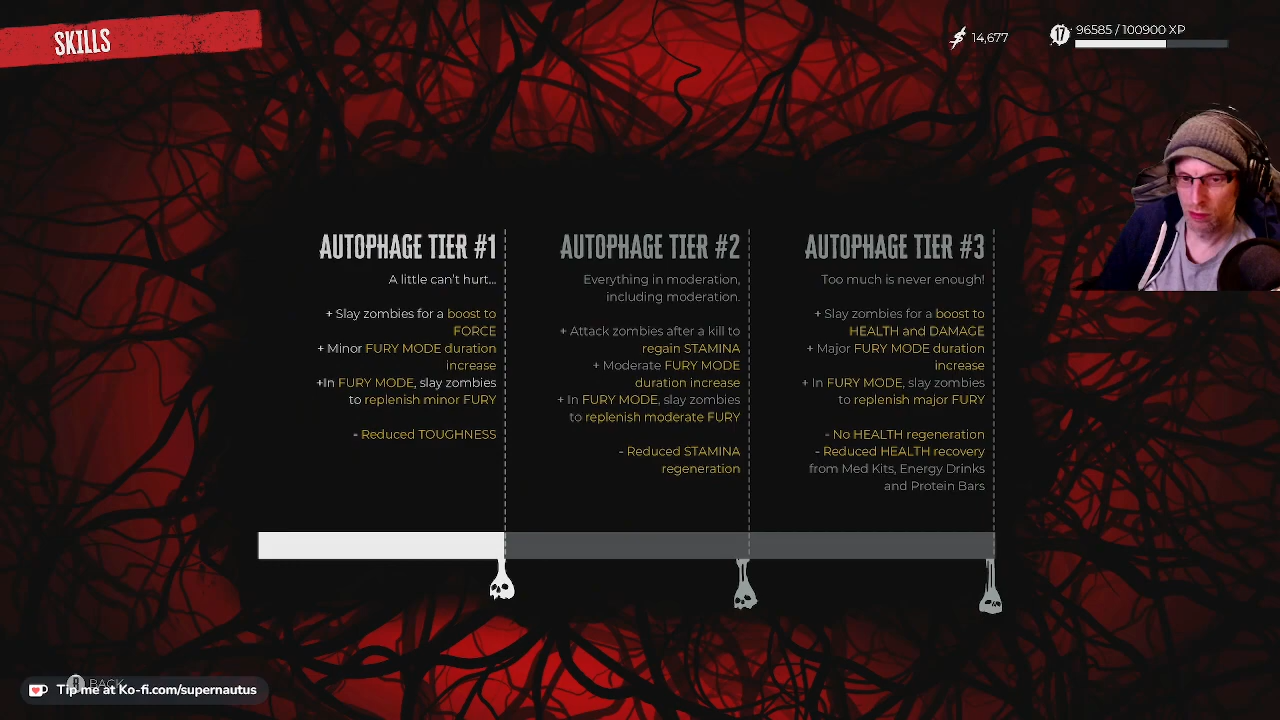 SKILLS
14,677
17
96585 / 100900 XP
AUTOPHAGE TIER #1
A little can't hurt...
+ Slay zombies for a boost to
FORCE
+ Minor FURY MODE duration
increase
+In FURY MODE, slay zombies
to replenish minor FURY
- Reduced TOUGHNESS
AUTOPHAGE TIER #2
Everything in moderation,
including moderation.
+ Attack zombies after a kill to
regain STAMINA
+ Moderate FURY MODE
duration increase
+ In FURY MODE, slay zombies
to replenish moderate FURY
- Reduced STAMINA
regeneration
AUTOPHAGE TIER #3
Too much is never enough!
+ Slay zombies for a boost to
HEALTH and DAMAGE
+ Major FURY MODE duration
increase
+ In FURY MODE, slay zombies
to replenish major FURY
- No HEALTH regeneration
- Reduced HEALTH recovery
from Med Kits, Energy Drinks
and Protein Bars
BACK
Tip me at Ko-fi.com/supernautus